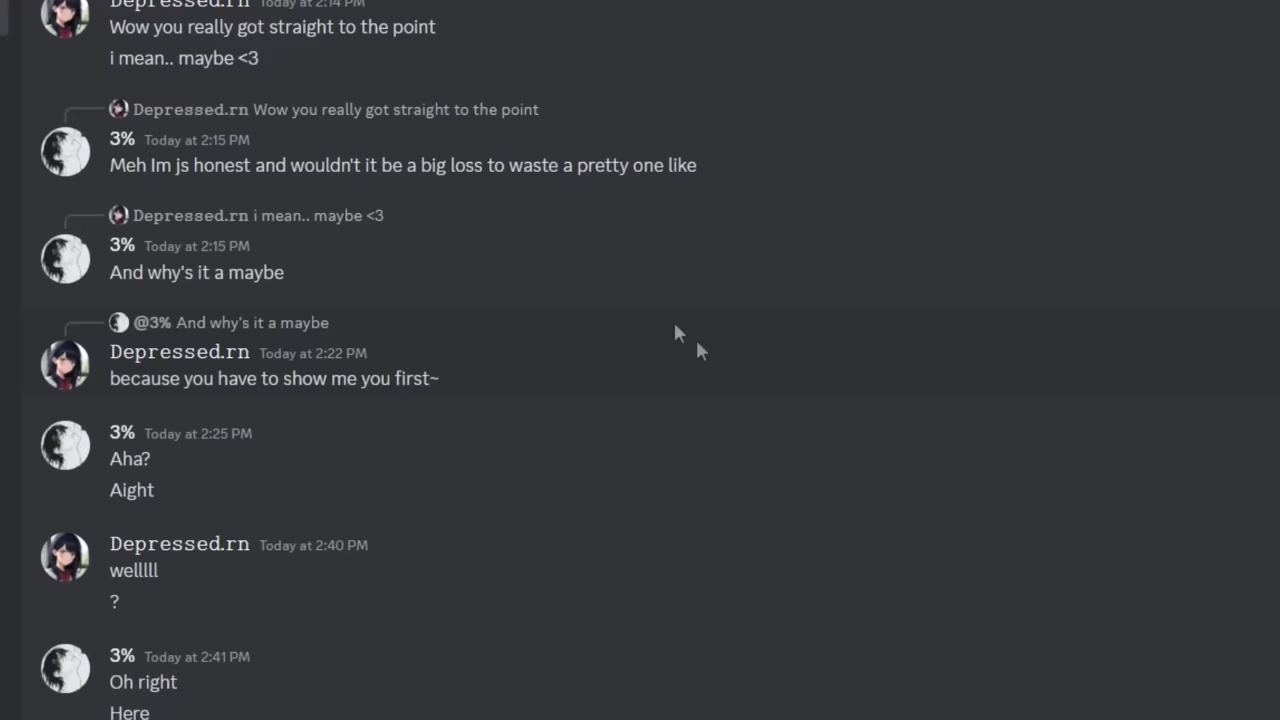 Depressed.rn Today at 2:14 PM
Wow you really got straight to the point
i mean.. maybe <3
Depressed.rn Wow you really got straight to the point
3% Today at 2:15 PM
Meh Im js honest and wouldn't it be a big loss to waste a pretty one like
Depressed.rn i mean.. maybe <3
3% Today at 2:15 PM
And why's it a maybe
@3% And why's it a maybe
Depressed.rn Today at 2:22 PM
because you have to show me you first~
3% Today at 2:25 PM
Aha?
Aight
Depressed.rn Today at 2:40 PM
welllll
?
3% Today at 2:41 PM
Oh right
Here